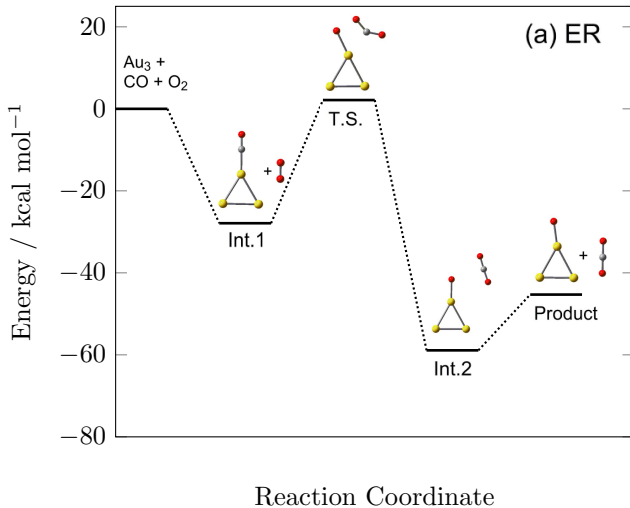 (a) ER
20
0
−20
−40
−60
−80
Energy / kcal mol⁻¹
Au₃ +
CO + O₂
+
Int.1
T.S.
Int.2
+
Product
Reaction Coordinate